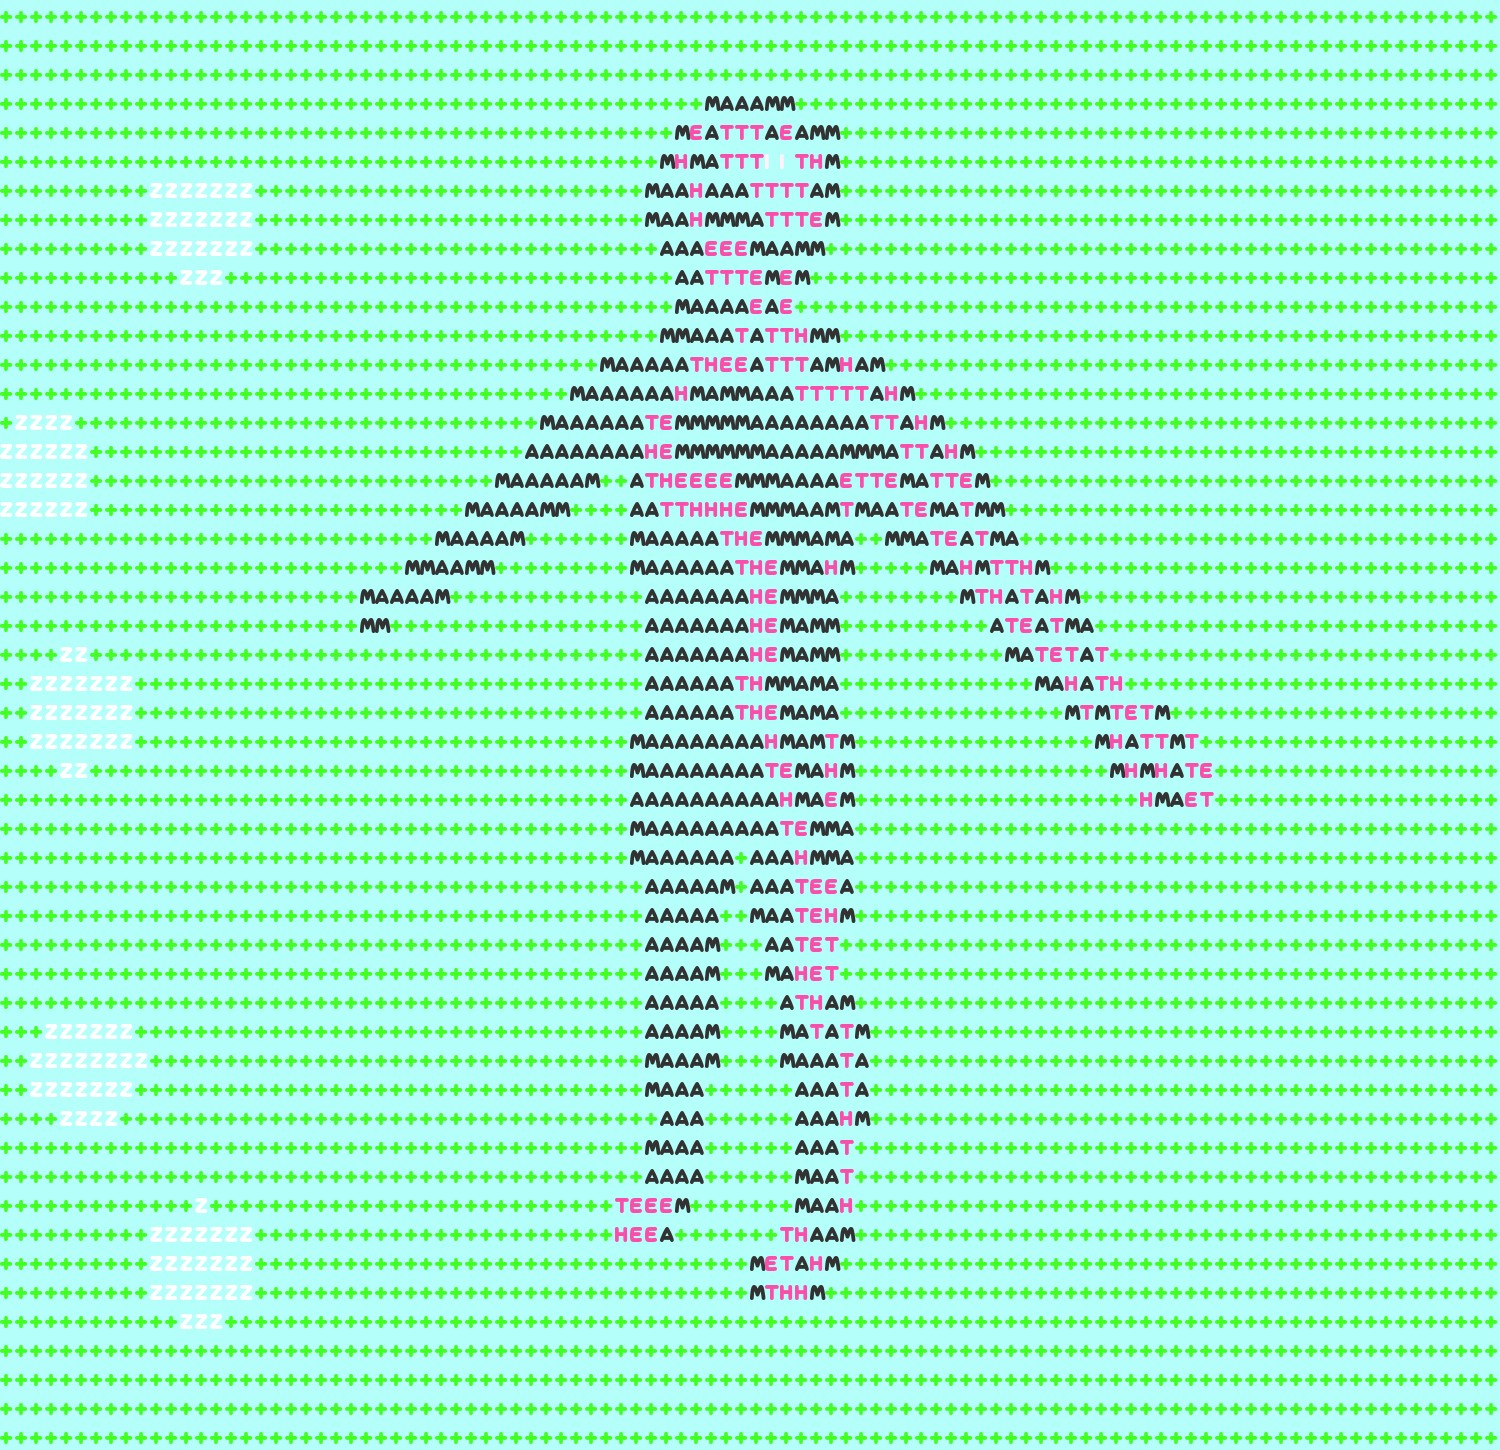 MAAAMM
MEATTTAEAMM
MHMATTT I THM
ZZZZZZZ MAAHAAATTTTAM
ZZZZZZZ MAAHMMMATTTEM
ZZZZZZZ AAAEEEMAAMM
ZZZ AATTTEMEM
MAAAAEAE
MMAAATATTHMM
MAAAAATHEEATTTAMHAM
MAAAAAAHMAMMAAATTTTTAHM
ZZZZ MAAAAAATEMMMMMAAAAAAAATTAHM
ZZZZZZ AAAAAAAAHEMMMMMMAAAAAMMMATTAHM
ZZZZZZ MAAAAAM ATHEEEEMMMAAAAETTEMATTEM
ZZZZZZ MAAAAMM AATTHHHEMMMAAMTMAATEMATMM
MAAAAM MAAAAATHEMMMAMA MMATEATMA
MMAAMM MAAAAAATHEMMAHM MAHMTTHM
MAAAAM AAAAAAAHEMMMA MTHATAHM
MM AAAAAAAHEMAMM ATEATMA
ZZ AAAAAAAHEMAMM MATETAT
ZZZZZZZ AAAAAATHMMAMA MAHATH
ZZZZZZZ AAAAAATHEMAMA MTMTETM
ZZZZZZZ MAAAAAAAAHMAMTM MHATTMT
ZZ MAAAAAAAATEMAHM MHMHATE
AAAAAAAAAAHMAEM HMAET
MAAAAAAAAATEMMA
MAAAAAA AAAHMMA
AAAAAM AAATEEA
AAAAA MAATEHM
AAAAM AATET
AAAAM MAHET
AAAAA ATHAM
ZZZZZZ AAAAM MATATM
ZZZZZZZZ MAAAM MAAATA
ZZZZZZZ MAAA AAATA
ZZZZ AAA AAAHM
MAAA AAAT
AAAA MAAT
Z TEEEM MAAH
ZZZZZZZ HEEA THAAM
ZZZZZZZ METAHM
ZZZZZZZ MTHHM
ZZZ